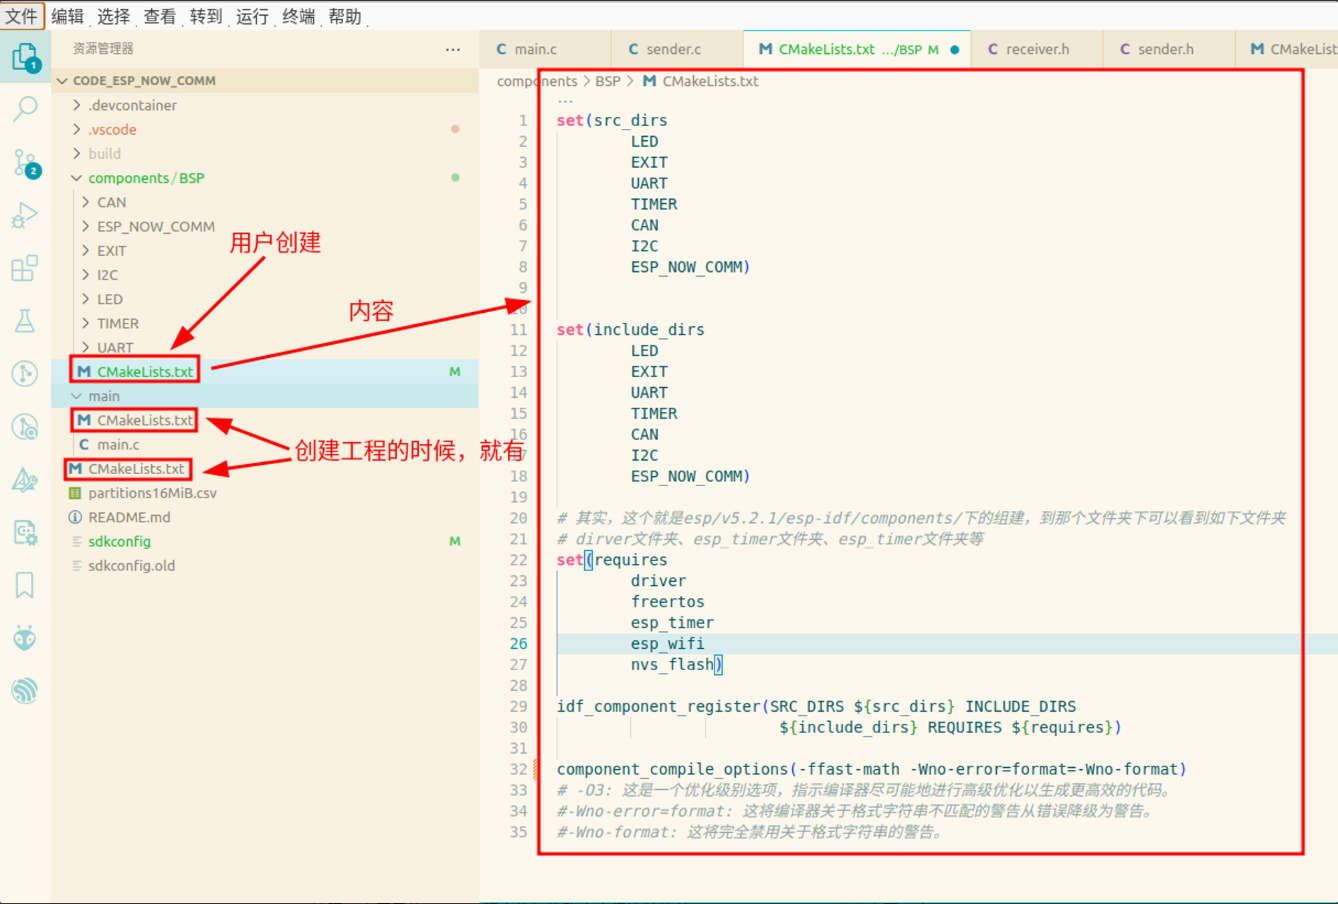 文件 编辑 选择 查看 转到 运行 终端 帮助
资源管理器 ...
main.c sender.c CMakeLists.txt .../BSP M receiver.h sender.h CMakeList
CODE_ESP_NOW_COMM
.devcontainer
.vscode
build
components/BSP
CAN
ESP_NOW_COMM
EXIT
I2C
LED
TIMER
UART
CMakeLists.txt M
main
CMakeLists.txt
main.c
CMakeLists.txt
partitions16MiB.csv
README.md
sdkconfig M
sdkconfig.old
1
2
用户创建
内容
创建工程的时候，就有
components > BSP > CMakeLists.txt
...
1 set(src_dirs
2 LED
3 EXIT
4 UART
5 TIMER
6 CAN
7 I2C
8 ESP_NOW_COMM)
9
10
11 set(include_dirs
12 LED
13 EXIT
14 UART
15 TIMER
16 CAN
17 I2C
18 ESP_NOW_COMM)
19
20 # 其实，这个就是esp/v5.2.1/esp-idf/components/下的组建，到那个文件夹下可以看到如下文件夹
21 # dirver文件夹、esp_timer文件夹、esp_timer文件夹等
22 set(requires
23 driver
24 freertos
25 esp_timer
26 esp_wifi
27 nvs_flash)
28
29 idf_component_register(SRC_DIRS ${src_dirs} INCLUDE_DIRS
30 ${include_dirs} REQUIRES ${requires})
31
32 component_compile_options(-ffast-math -Wno-error=format=-Wno-format)
33 # -O3: 这是一个优化级别选项，指示编译器尽可能地进行高级优化以生成更高效的代码。
34 #-Wno-error=format: 这将编译器关于格式字符串不匹配的警告从错误降级为警告。
35 #-Wno-format: 这将完全禁用关于格式字符串的警告。